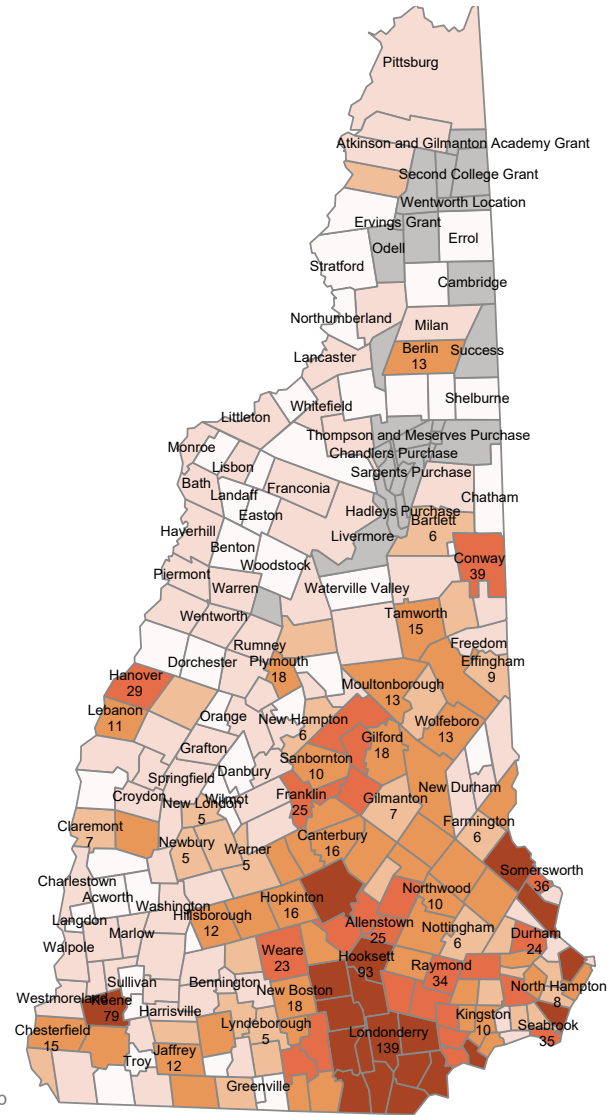 Pittsburg
Atkinson and Gilmanton Academy Grant
Second College Grant
Wentworth Location
Ervings Grant
Odell
Errol
Stratford
Cambridge
Northumberland
Milan
Berlin
13
Success
Lancaster
Shelburne
Whitefield
Littleton
Thompson and Meserves Purchase
Monroe
Chandlers Purchase
Lisbon
Sargents Purchase
Bath
Landaff
Franconia
Chatham
Easton
Hadleys Purchase
Bartlett
6
Haverhill
Livermore
Benton
Woodstock
Conway
39
Piermont
Warren
Waterville Valley
Wentworth
Tamworth
15
Rumney
Freedom
Dorchester
Plymouth
18
Effingham
9
Hanover
29
Moultonborough
13
Lebanon
11
Orange
New Hampton
6
Wolfeboro
13
Gilford
18
Grafton
Sanbornton
10
Danbury
Springfield
New Durham
Croydon
Wilmot
Franklin
25
Gilmanton
7
New London
5
Farmington
6
Claremont
7
Canterbury
16
Newbury
5
Warner
5
Somersworth
36
Charlestown
Acworth
Northwood
10
Hopkinton
16
Washington
Langdon
Hillsborough
12
Allenstown
25
Nottingham
6
Durham
24
Marlow
Walpole
Weare
23
Hooksett
93
Raymond
34
Sullivan
Bennington
New Boston
18
North Hampton
8
Westmoreland
Keene
79
Harrisville
Kingston
10
Lyndeborough
5
Seabrook
35
Chesterfield
15
Londonderry
139
Jaffrey
12
Troy
Greenville